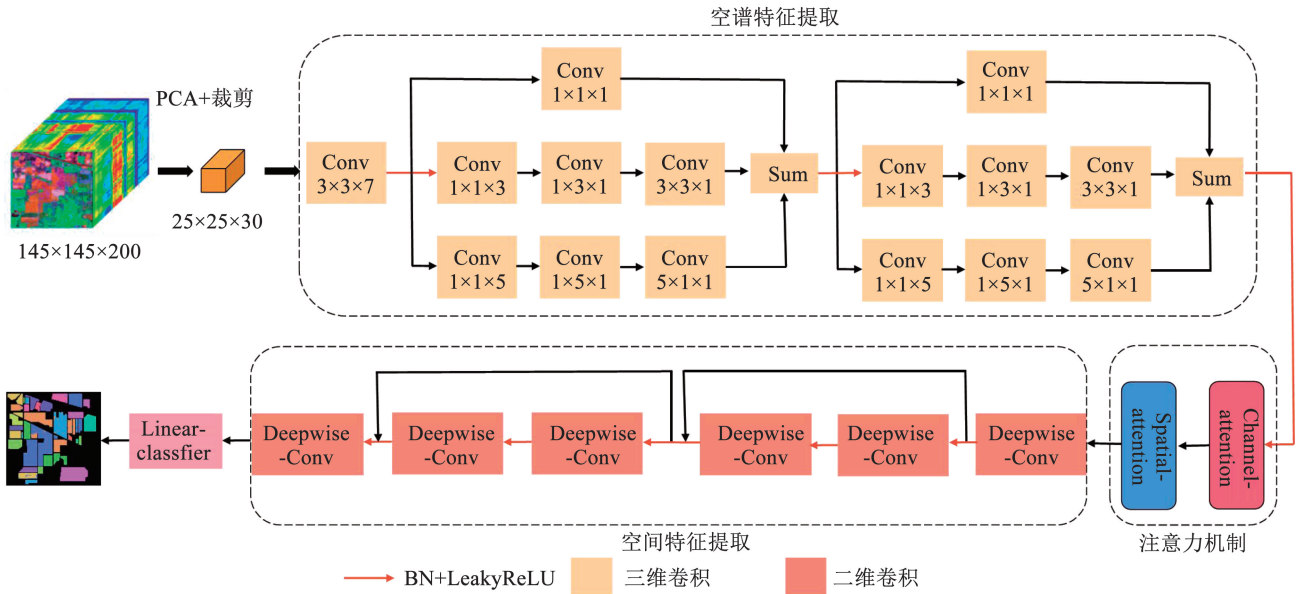 空谱特征提取
PCA+裁剪
145×145×200
25×25×30
Conv
3×3×7
Conv
1×1×1
Conv
1×1×3
Conv
1×3×1
Conv
3×3×1
Conv
1×1×5
Conv
1×5×1
Conv
5×1×1
Sum
Conv
1×1×1
Conv
1×1×3
Conv
1×3×1
Conv
3×3×1
Conv
1×1×5
Conv
1×5×1
Conv
5×1×1
Sum
Channel-
attention
Spatial-
attention
注意力机制
Deepwise
-Conv
Deepwise
-Conv
Deepwise
-Conv
Deepwise
-Conv
Deepwise
-Conv
Deepwise
-Conv
空间特征提取
Linear-
classfier
BN+LeakyReLU
三维卷积
二维卷积